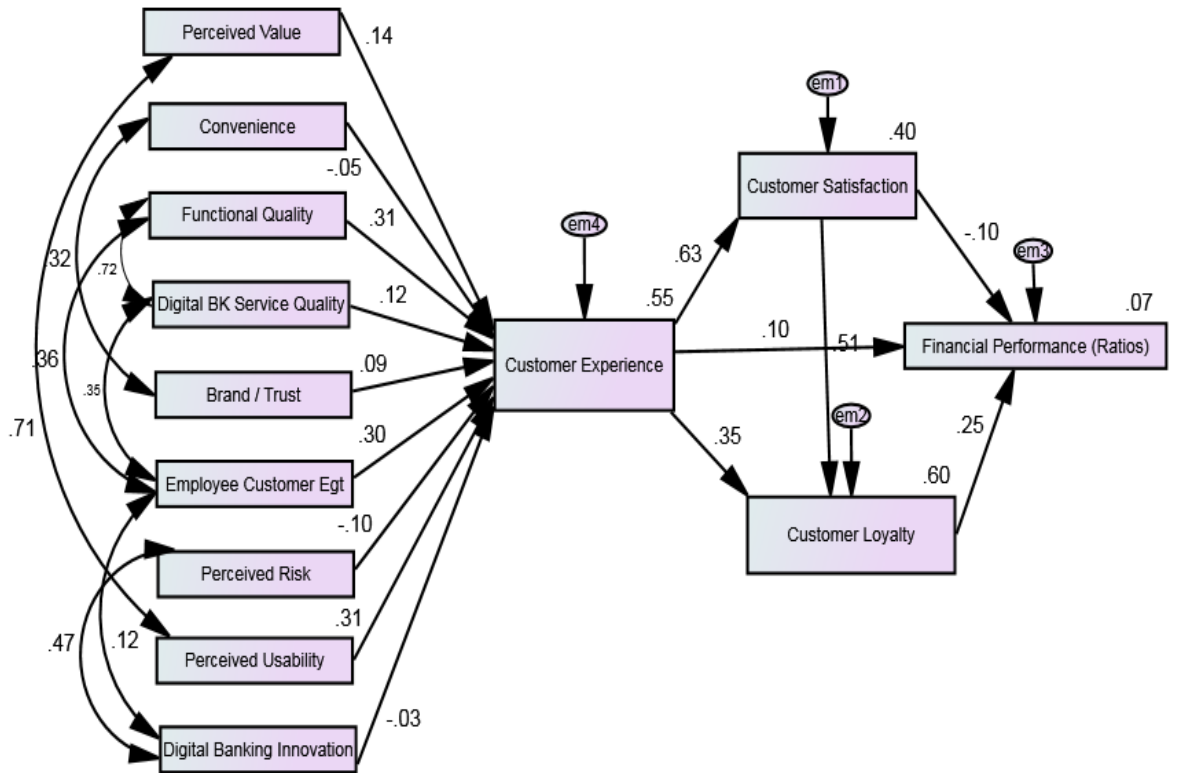 Perceived Value
.14
em1
Convenience
.40
-.05
Customer Satisfaction
Functional Quality
.31
em4
-.10
em3
.63
.32
.72
Digital BK Service Quality
.12
.55
.07
.10
.51
Financial Performance (Ratios)
.36
.09
Customer Experience
.35
Brand / Trust
em2
.71
.30
.35
.25
Employee Customer Egt
.60
-.10
Customer Loyalty
Perceived Risk
.31
.47
.12
Perceived Usability
-.03
Digital Banking Innovation